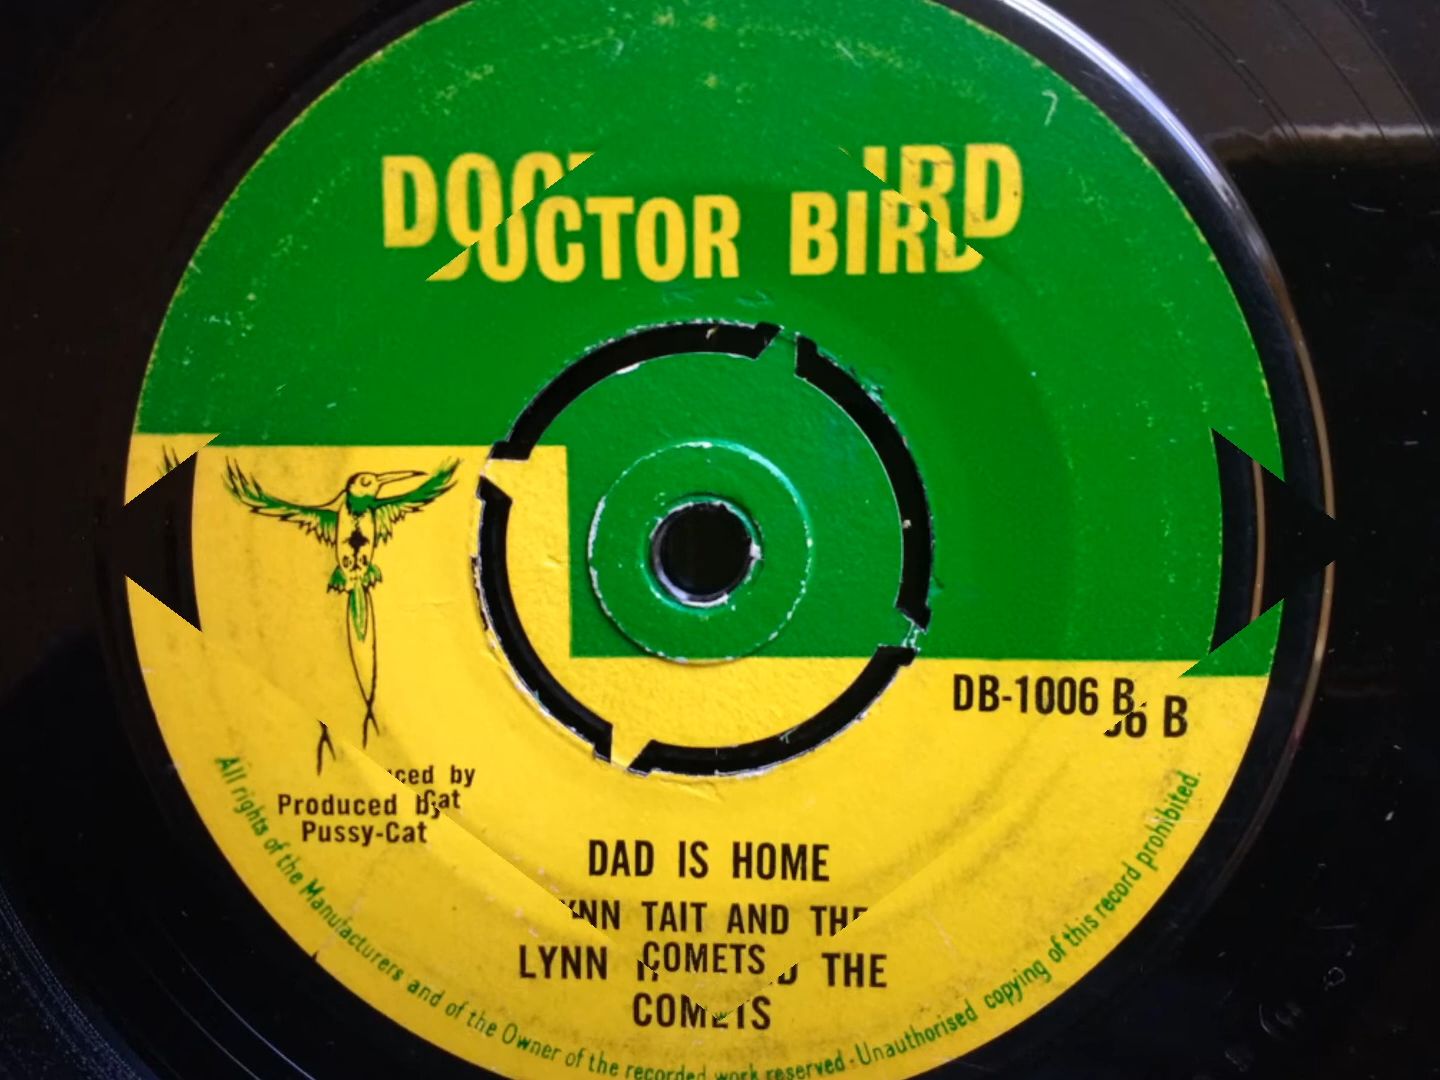 DOCTOR BIRD
DB-1006 B
Produced by
Pussy-Cat
DAD IS HOME
LYNN TAIT AND THE
COMETS
All rights of the Manufacturers and of the Owner of the recorded work reserved - Unauthorised copying of this record prohibited.